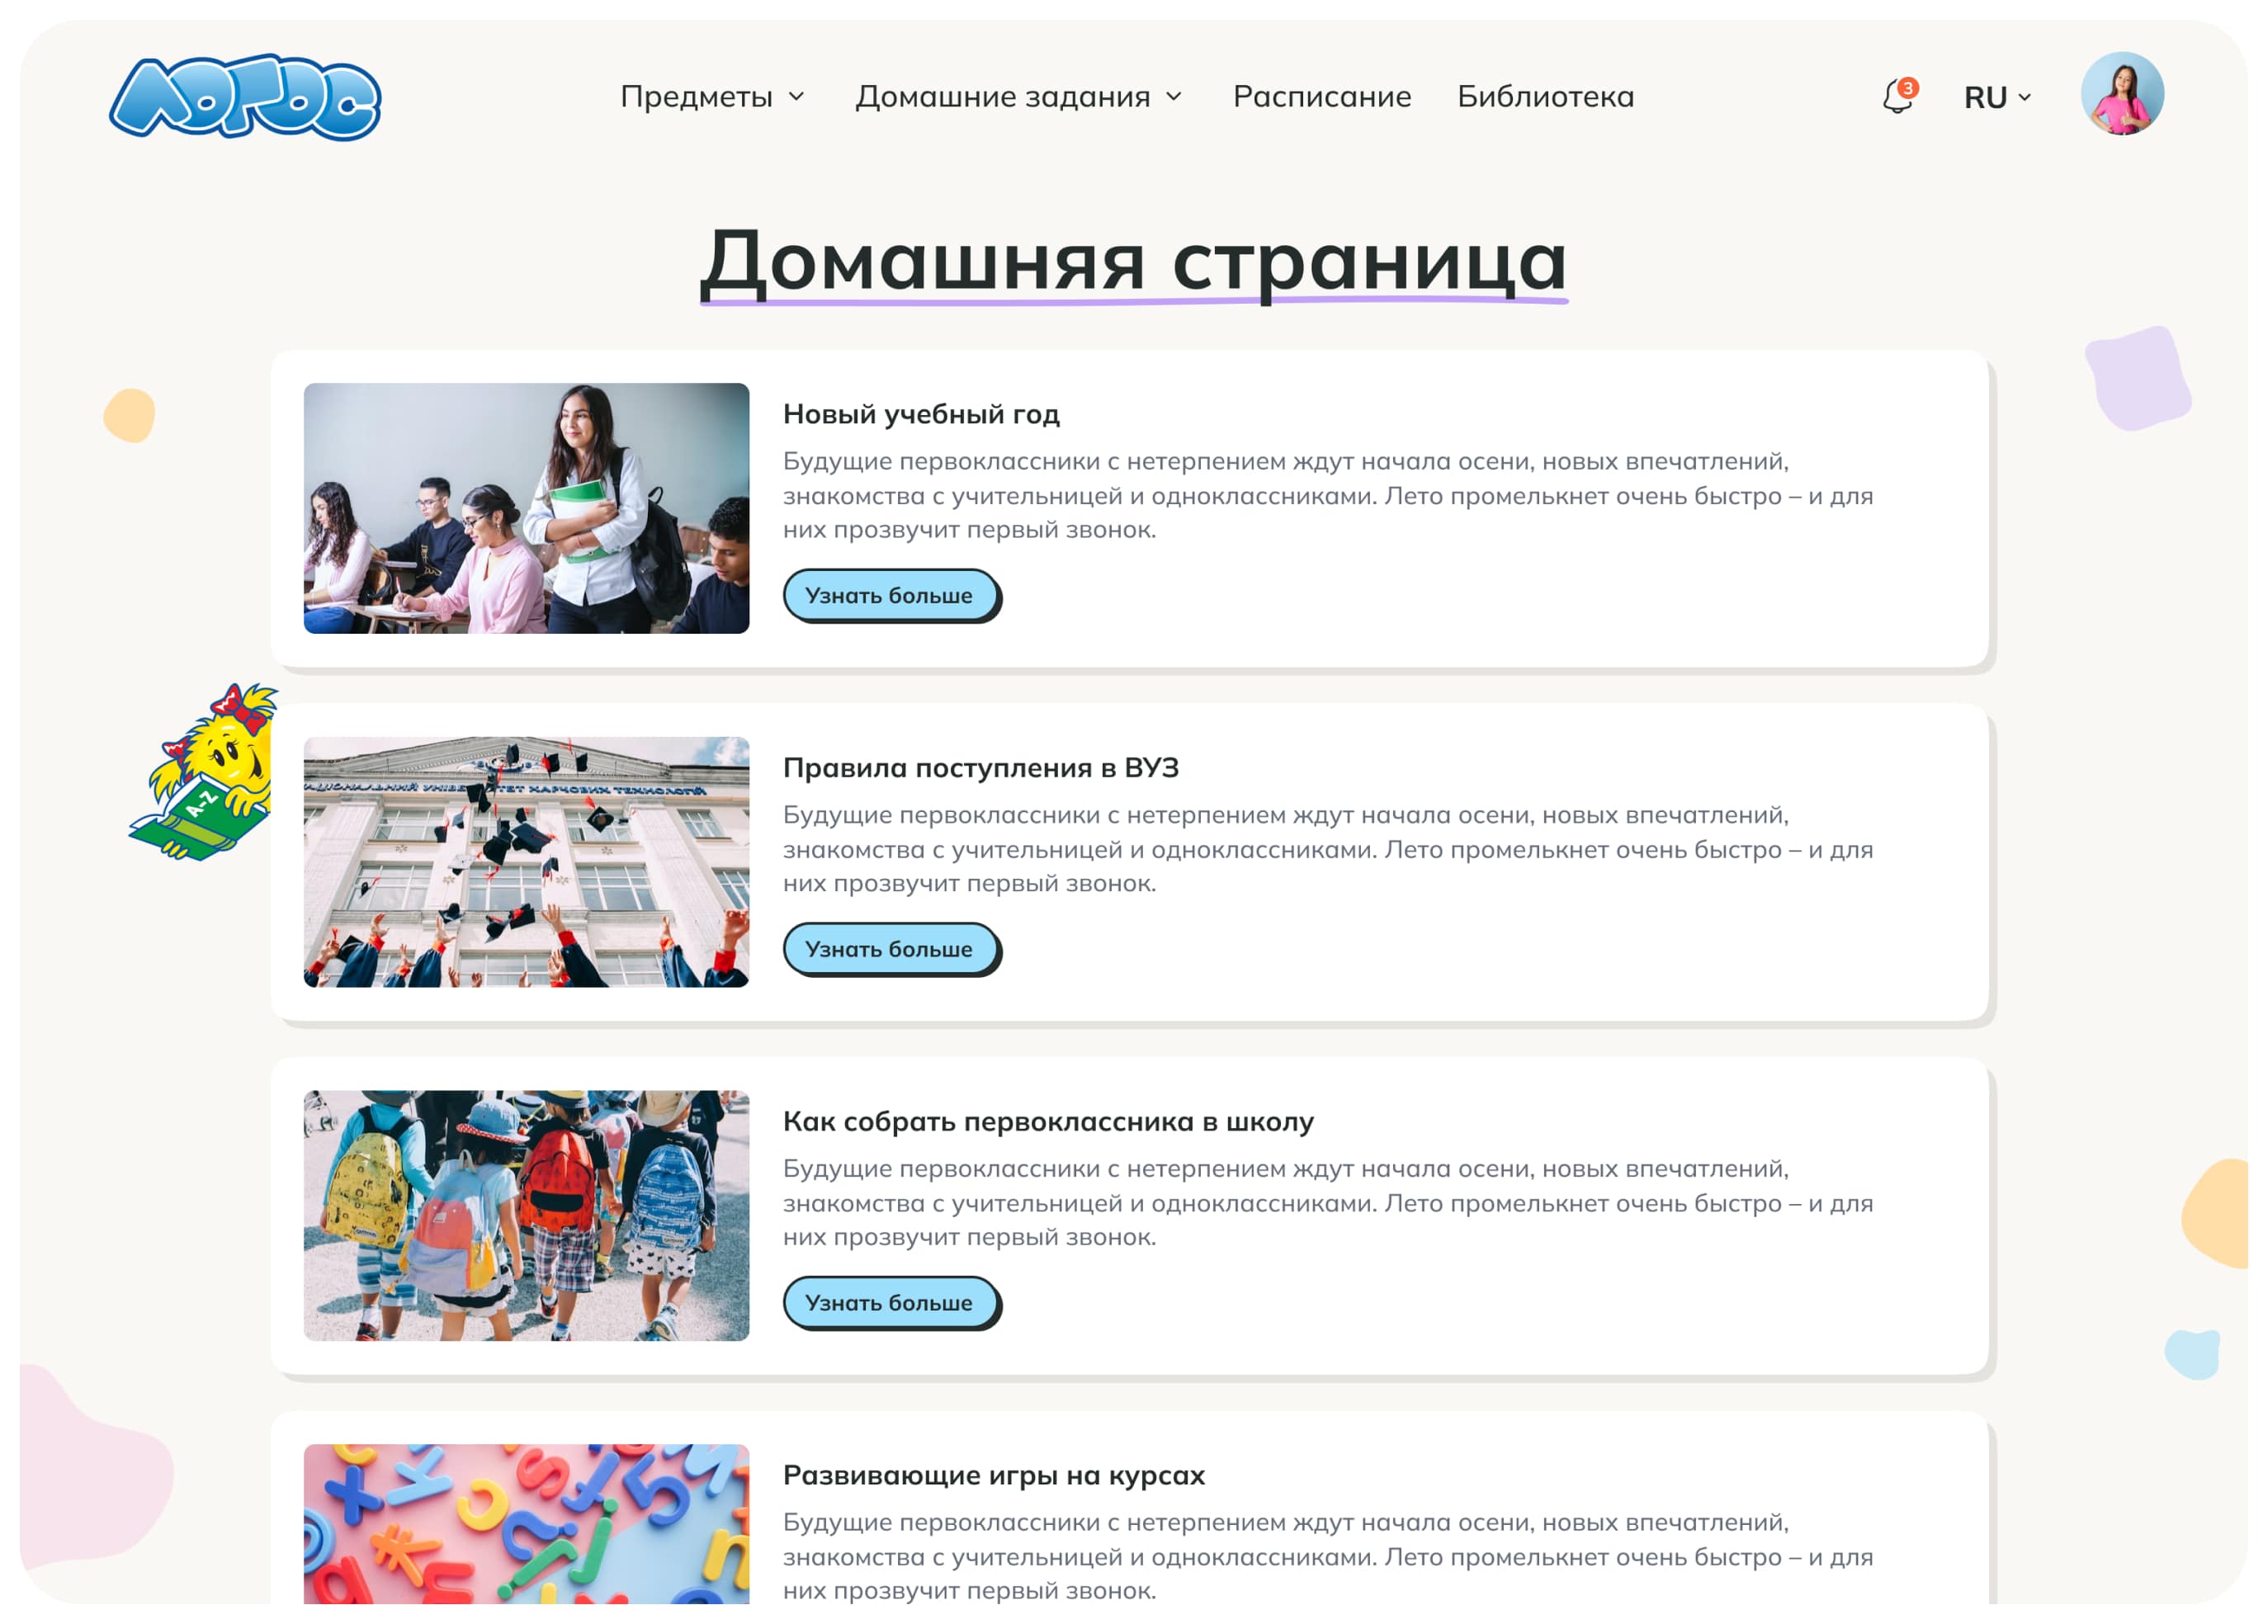 ЛОГОС
Предметы
Домашние задания
Расписание
Библиотека
3
RU
Домашняя страница
Новый учебный год
Будущие первоклассники с нетерпением ждут начала осени, новых впечатлений,
знакомства с учительницей и одноклассниками. Лето промелькнет очень быстро – и для
них прозвучит первый звонок.
Узнать больше
A-Z
ТЕТ ХАРЧОВИХ ТЕХНОЛОГІЙ
Правила поступления в ВУЗ
Будущие первоклассники с нетерпением ждут начала осени, новых впечатлений,
знакомства с учительницей и одноклассниками. Лето промелькнет очень быстро – и для
них прозвучит первый звонок.
Узнать больше
Как собрать первоклассника в школу
Будущие первоклассники с нетерпением ждут начала осени, новых впечатлений,
знакомства с учительницей и одноклассниками. Лето промелькнет очень быстро – и для
них прозвучит первый звонок.
Узнать больше
Развивающие игры на курсах
Будущие первоклассники с нетерпением ждут начала осени, новых впечатлений,
знакомства с учительницей и одноклассниками. Лето промелькнет очень быстро – и для
них прозвучит первый звонок.